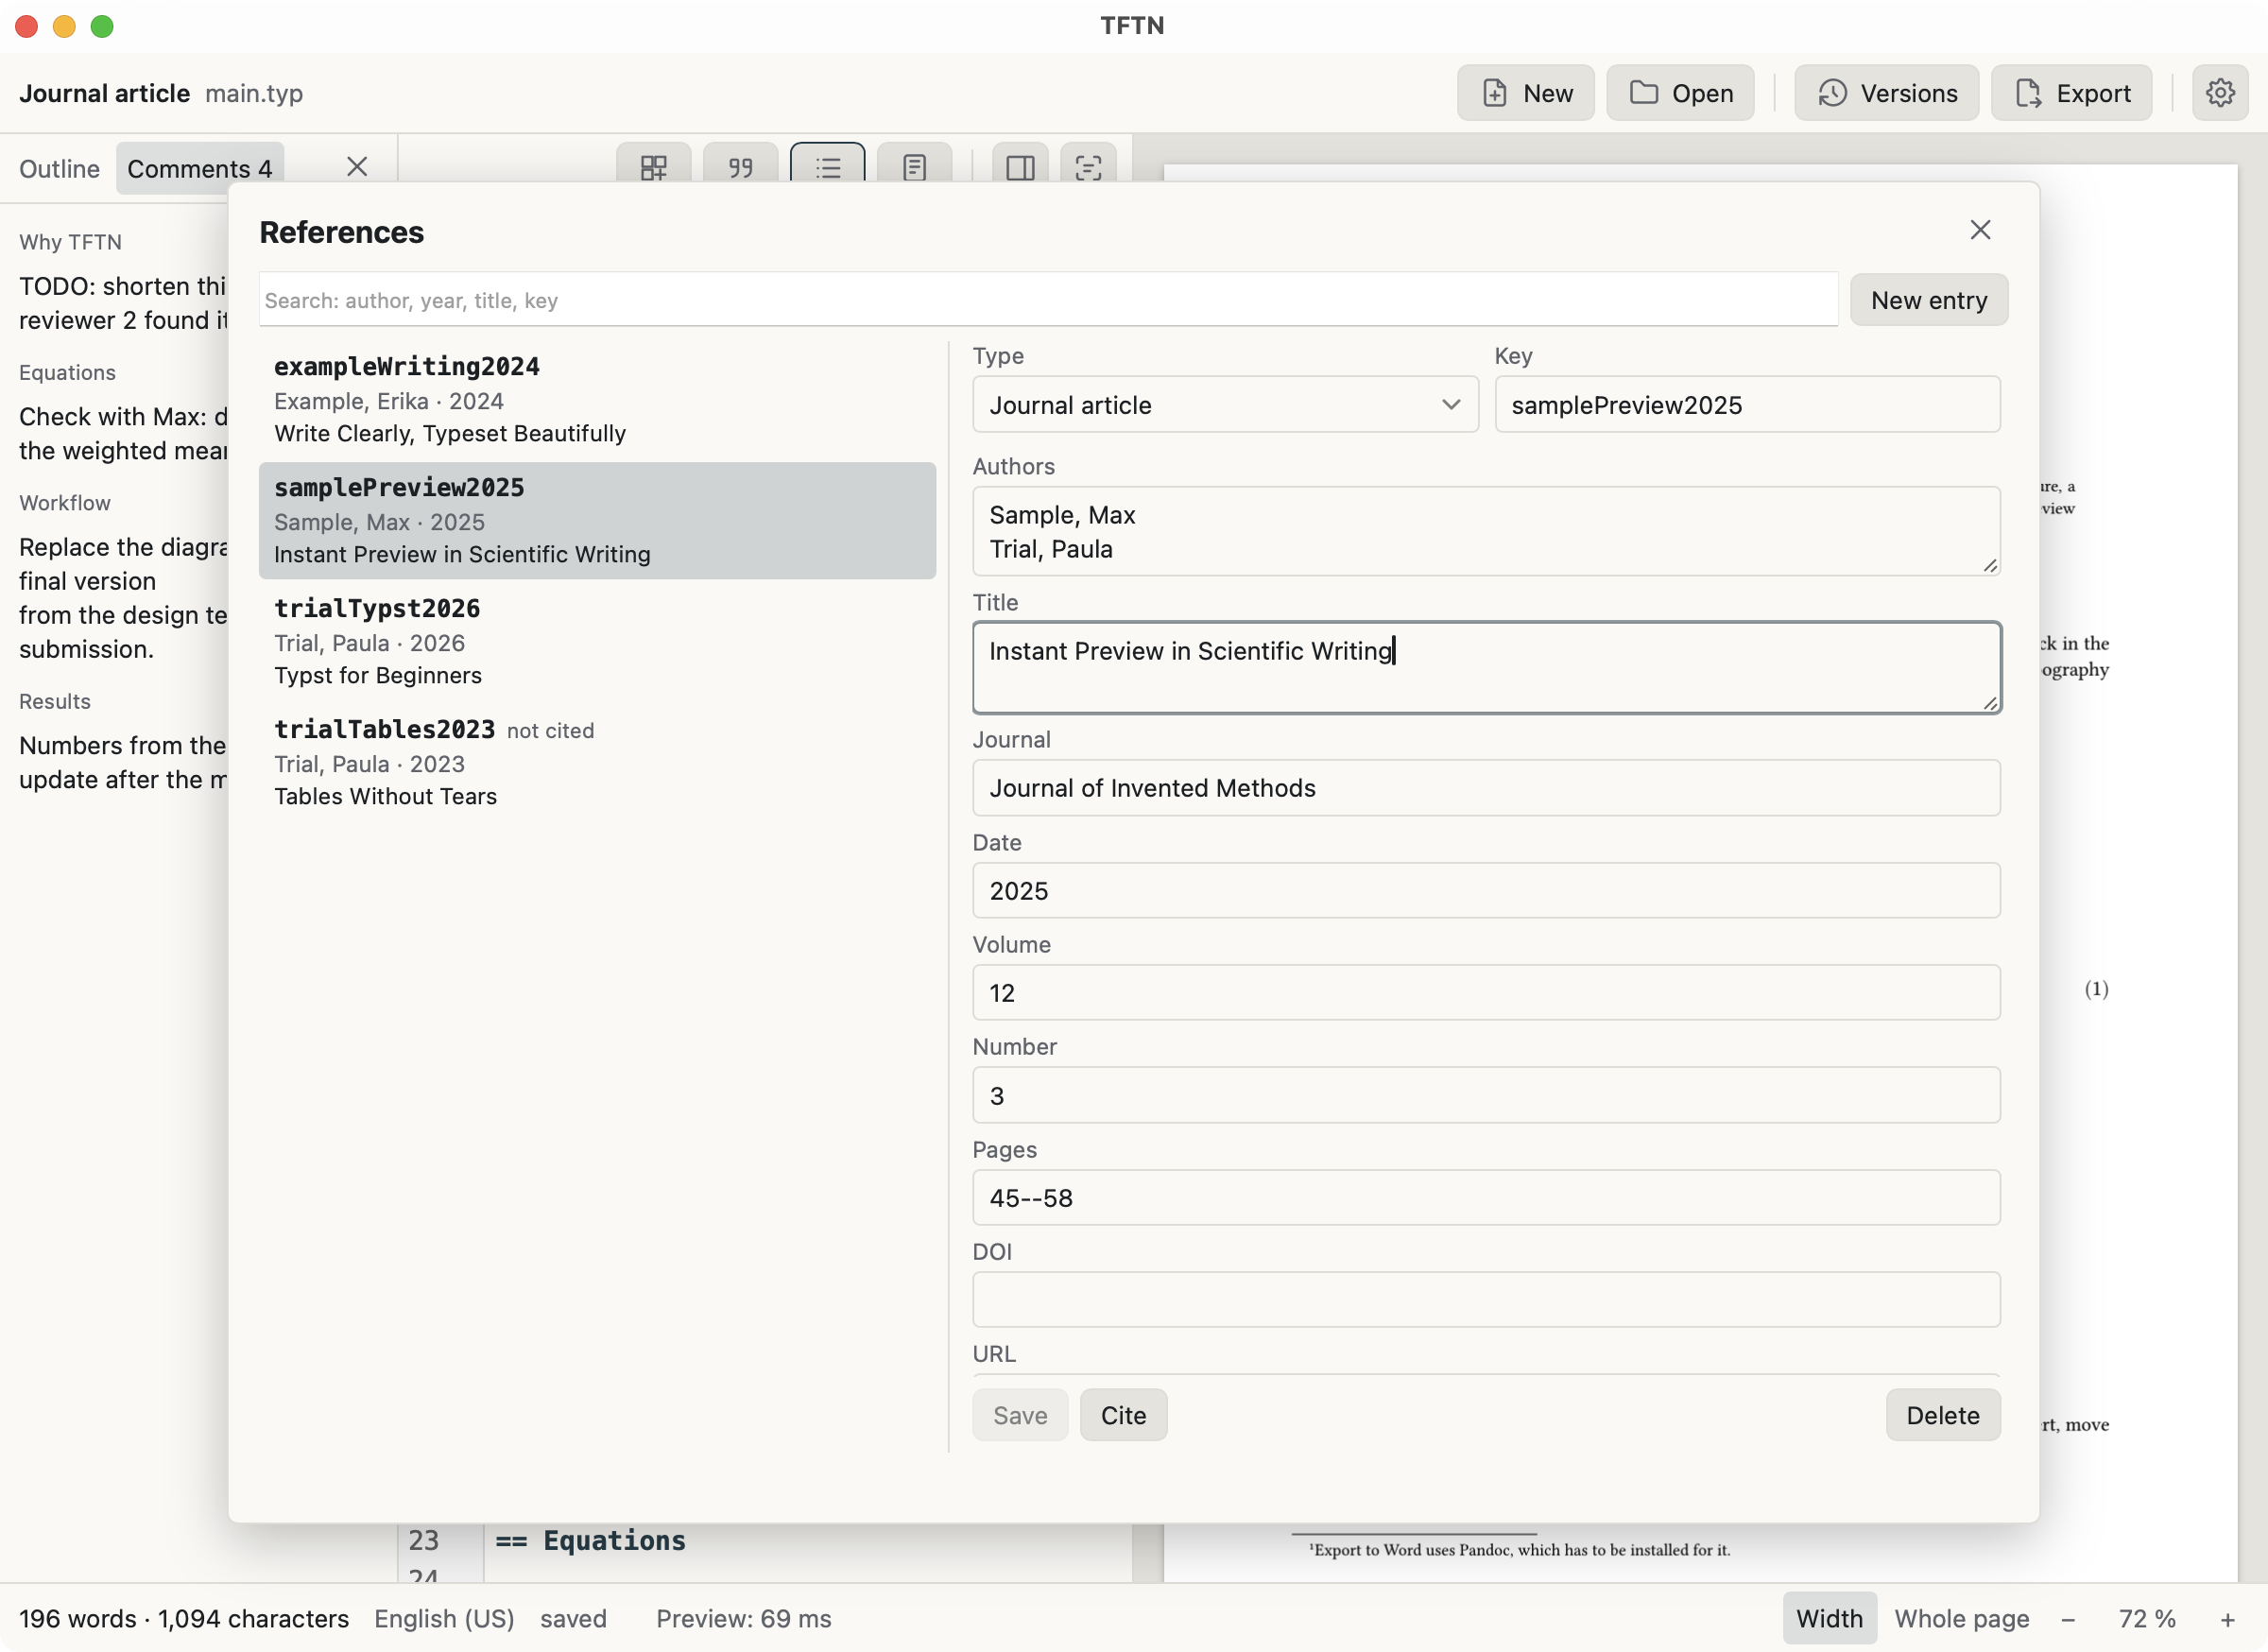 TFTN
Journal article main.typ
New
Open
Versions
Export
Outline
Comments 4
Why TFTN
TODO: shorten thi
reviewer 2 found it
Equations
Check with Max: d
the weighted mean
Workflow
Replace the diagra
final version
from the design te
submission.
Results
Numbers from the
update after the m
References
Search: author, year, title, key
New entry
exampleWriting2024
Example, Erika · 2024
Write Clearly, Typeset Beautifully
samplePreview2025
Sample, Max · 2025
Instant Preview in Scientific Writing
trialTypst2026
Trial, Paula · 2026
Typst for Beginners
trialTables2023 not cited
Trial, Paula · 2023
Tables Without Tears
Type
Journal article
Key
samplePreview2025
Authors
Sample, Max
Trial, Paula
Title
Instant Preview in Scientific Writing
Journal
Journal of Invented Methods
Date
2025
Volume
12
Number
3
Pages
45--58
DOI
URL
Save
Cite
Delete
ure, a
view
ck in the
ography
(1)
rt, move
23 == Equations
24
¹Export to Word uses Pandoc, which has to be installed for it.
196 words · 1,094 characters English (US) saved Preview: 69 ms
Width Whole page − 72 % +